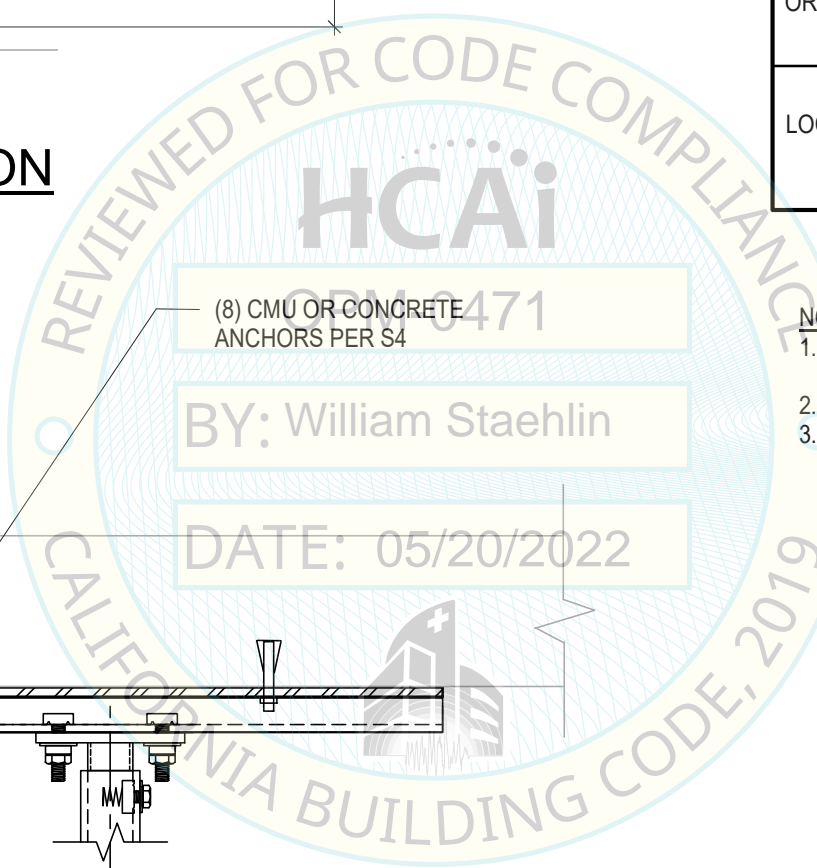 OR
LOC
ON
REVIEWED FOR CODE COMPLIANCE
HCAi
(8) CMU OR CONCRETE
ANCHORS PER S4
OPM-0471
1.
2.
3.
BY: William Staehlin
DATE: 05/20/2022
CALIFORNIA BUILDING CODE, 2019